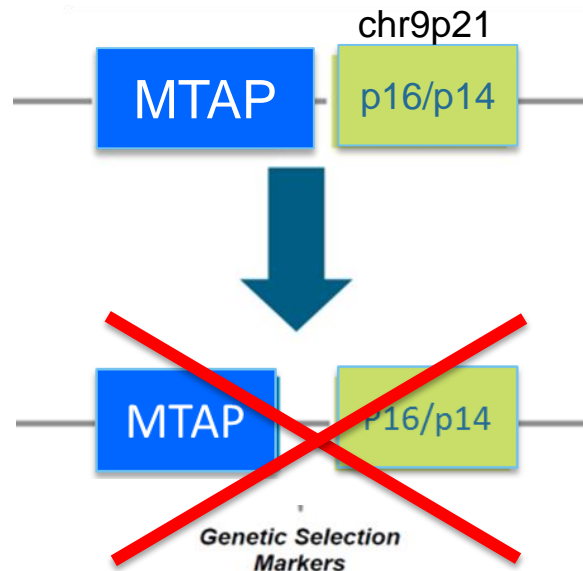 chr9p21
MTAP p16/p14
MTAP P16/p14
Genetic Selection
Markers